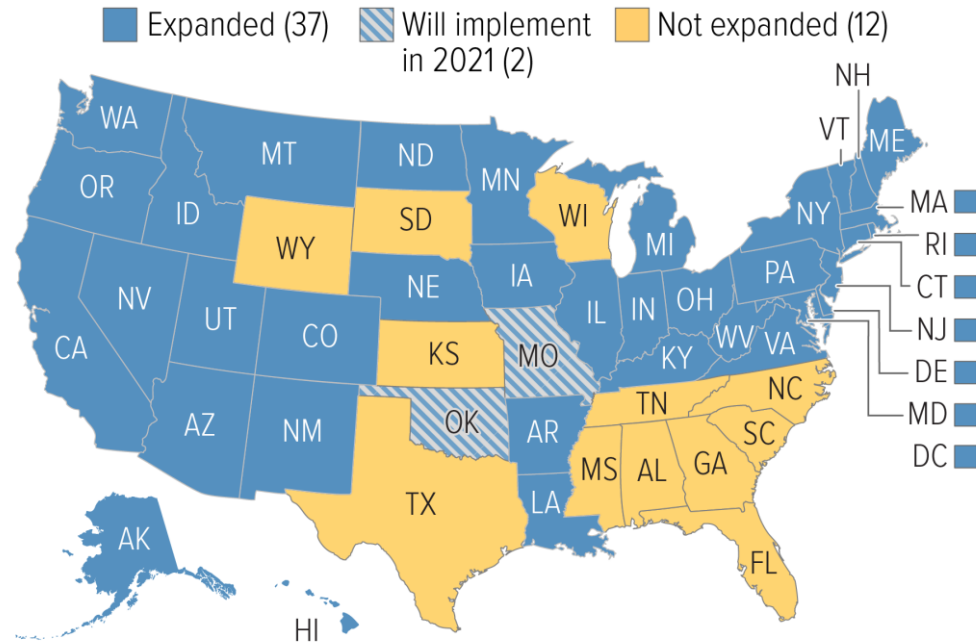 Expanded (37)
Will implement
in 2021 (2)
Not expanded (12)
NH
VT
WA
MT
ND
MN
ME
OR
ID
SD
WI
NY
MA
MI
WY
RI
IA
PA
NE
CT
NV
UT
CO
IL
IN
OH
WV
VA
NJ
CA
KS
MO
KY
DE
NC
TN
AZ
NM
OK
AR
SC
MD
MS
AL
GA
DC
TX
LA
AK
FL
HI